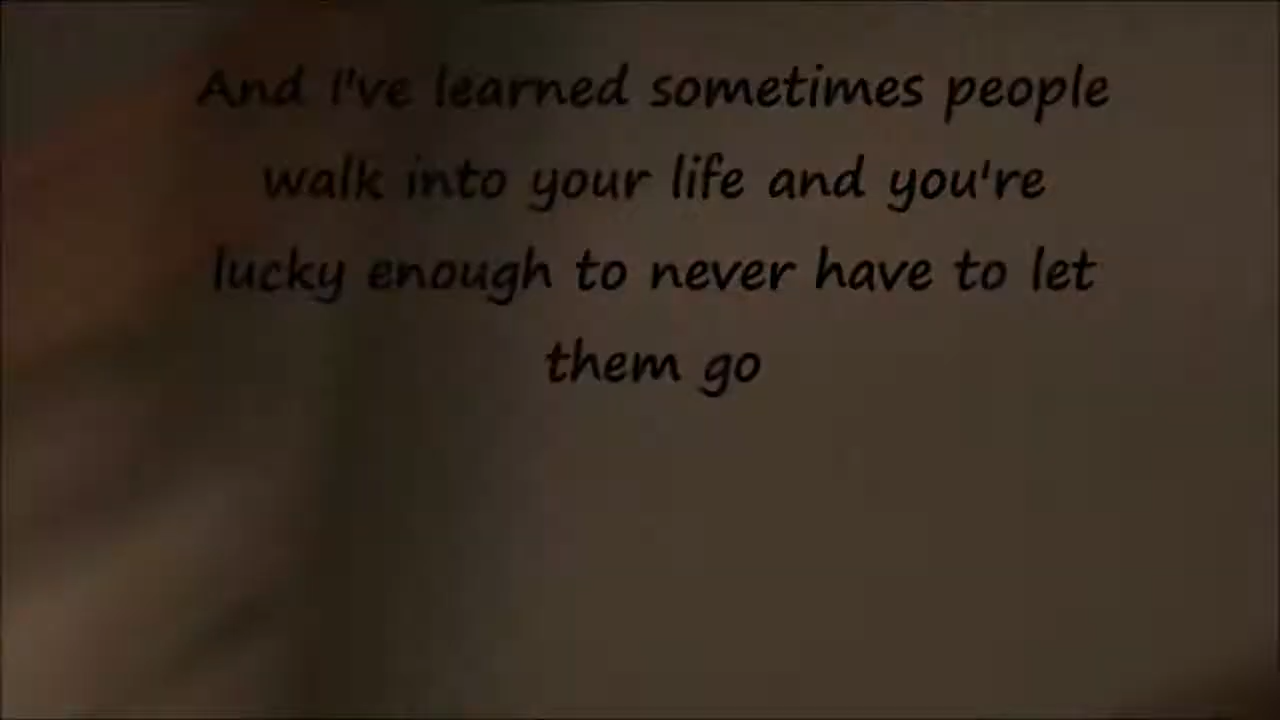 And I've learned sometimes people
walk into your life and you're
lucky enough to never have to let
them go